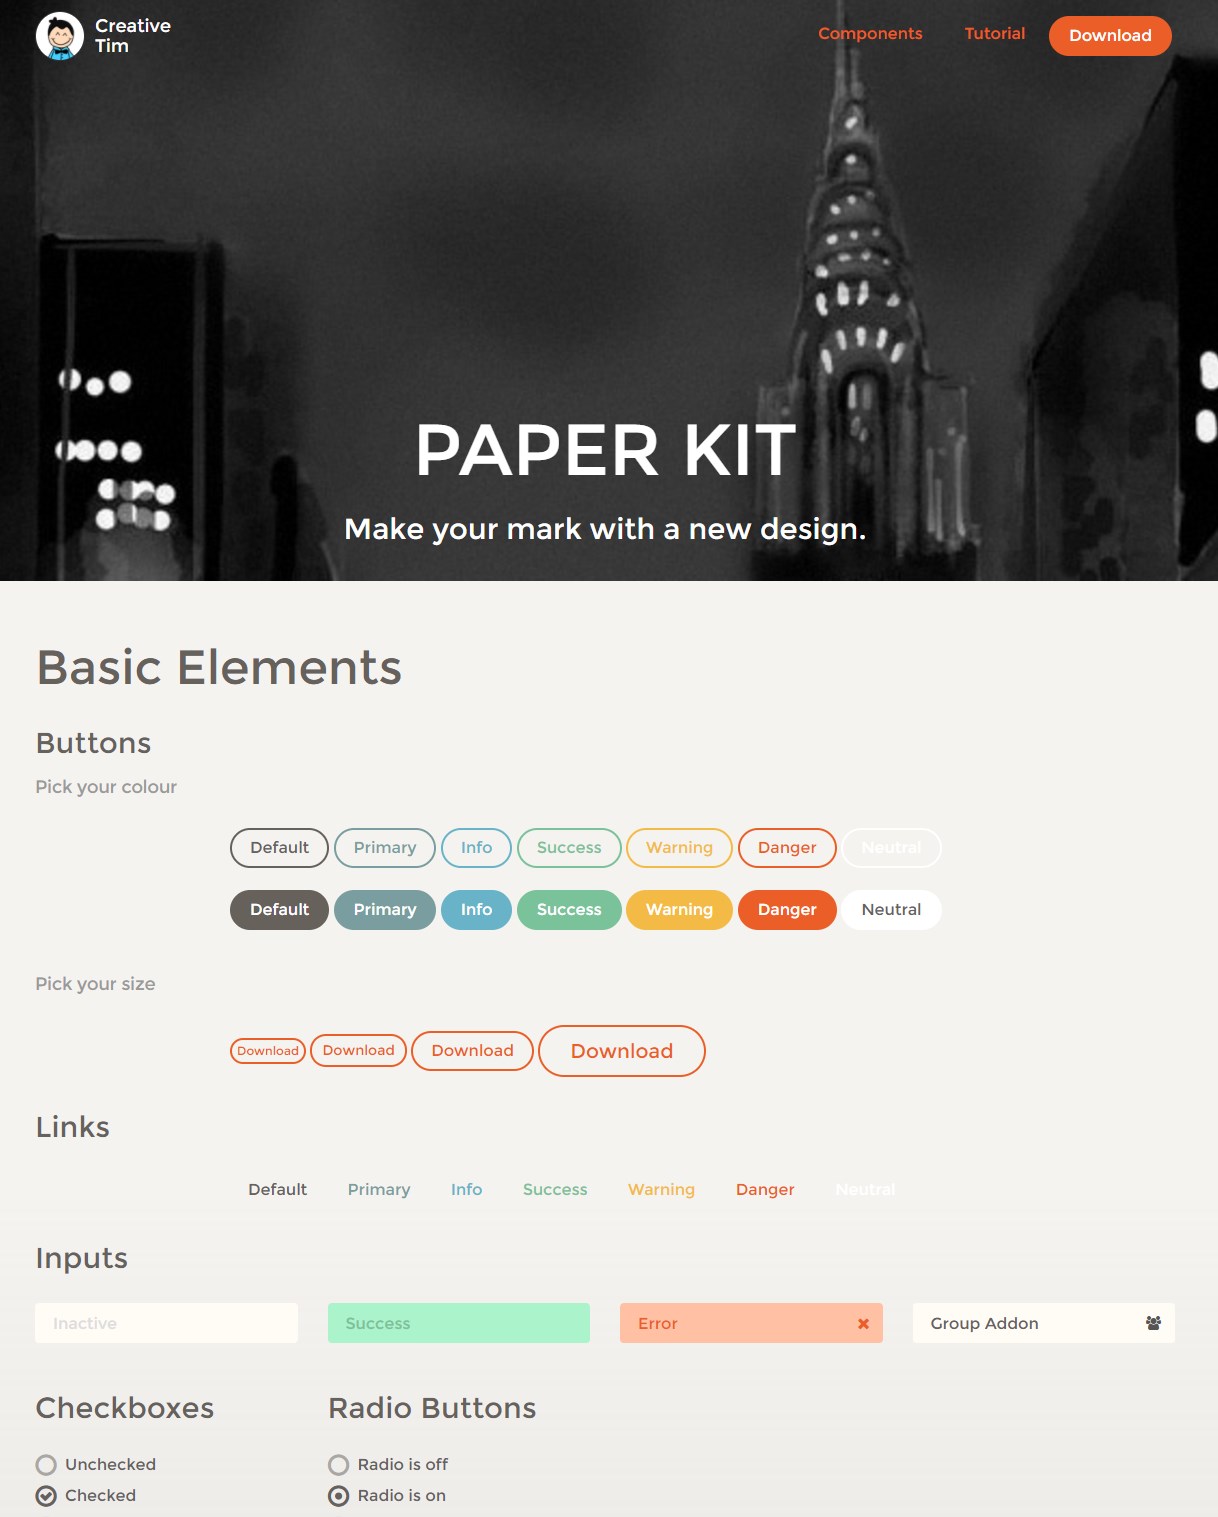 Creative
Tim
Components Tutorial Download
PAPER KIT
Make your mark with a new design.
Basic Elements
Buttons
Pick your colour
Default Primary Info Success Warning Danger Neutral
Default Primary Info Success Warning Danger Neutral
Pick your size
Download Download Download Download
Links
Default Primary Info Success Warning Danger Neutral
Inputs
Inactive Success Error Group Addon
Checkboxes Radio Buttons
Unchecked Radio is off
Checked Radio is on